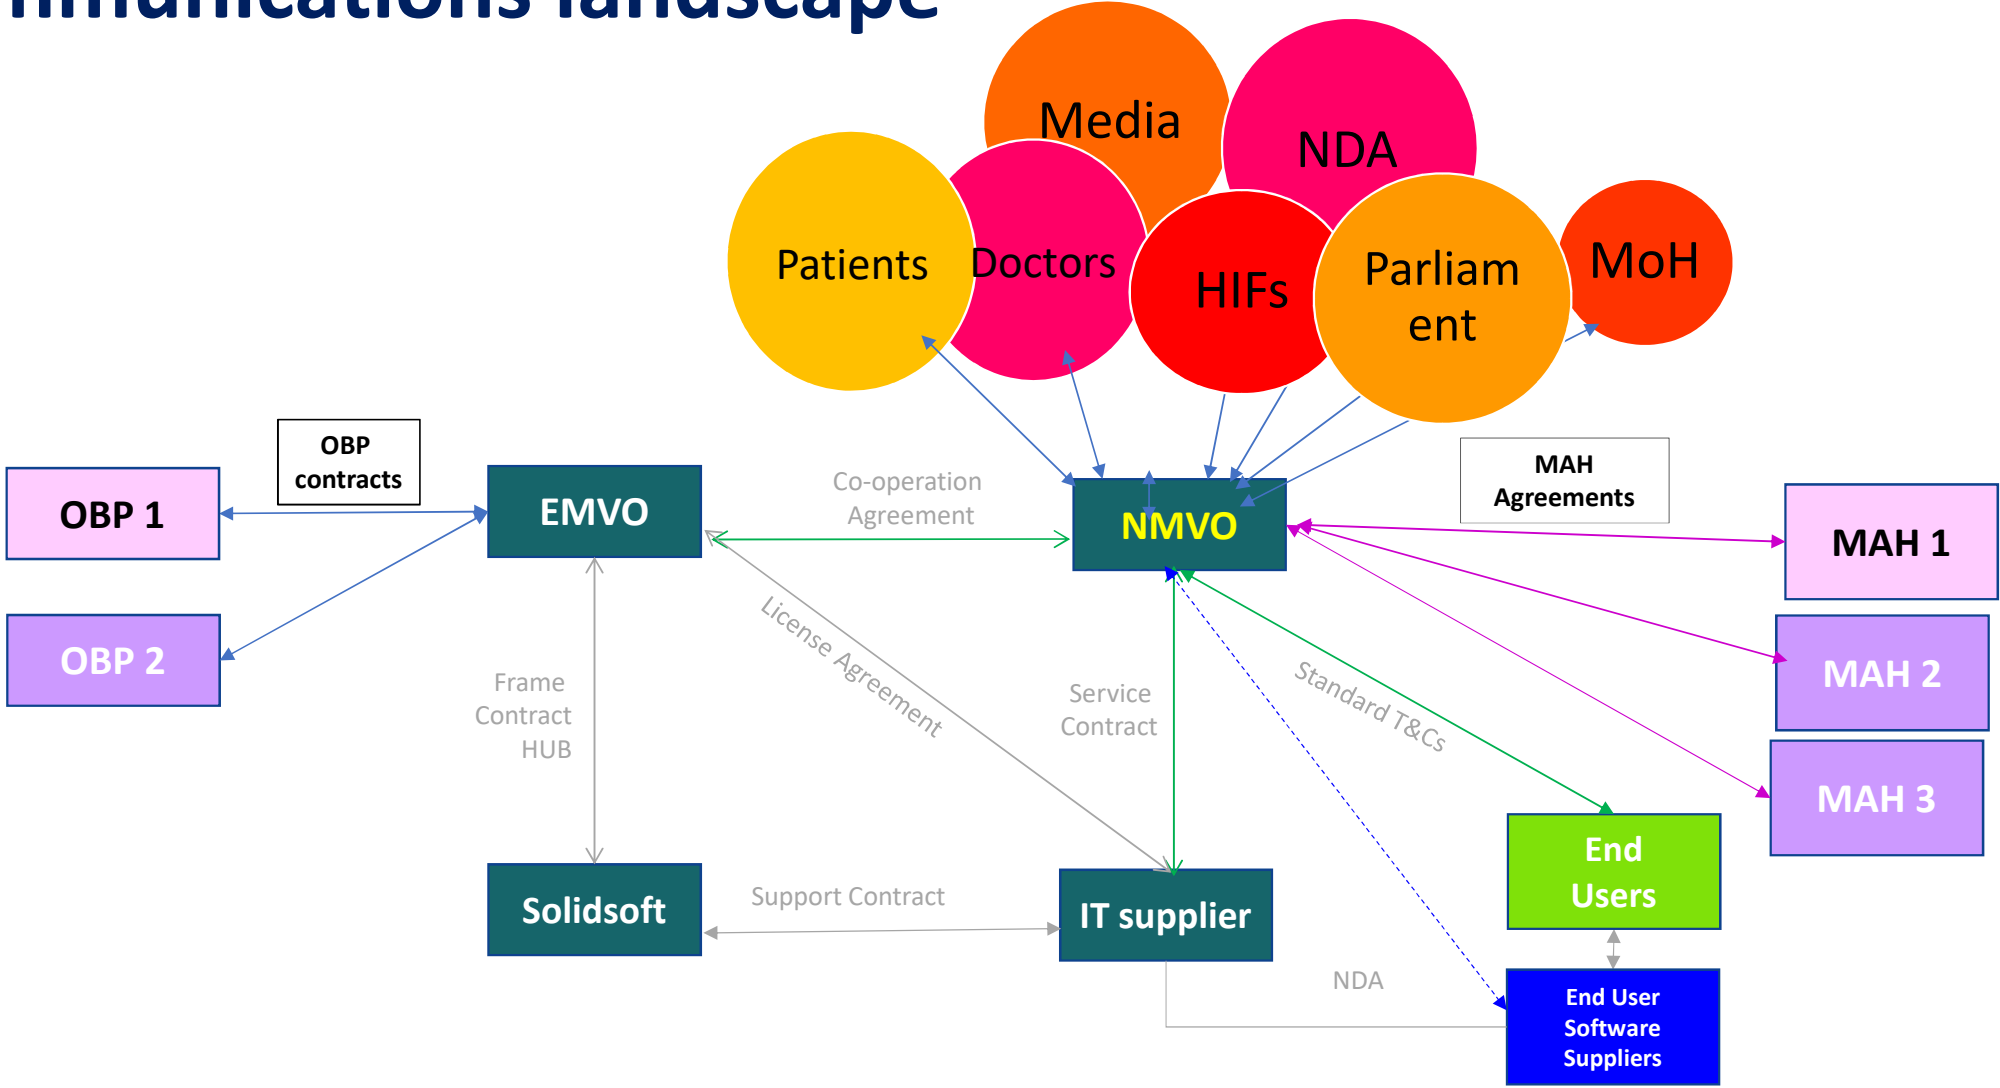 mmunications landscape
Media
NDA
Patients
Doctors
HIFs
Parliam
ent
MoH
OBP
contracts
MAH
Agreements
OBP 1
EMVO
Co-operation
Agreement
NMVO
MAH 1
OBP 2
License Agreement
Frame
Contract
HUB
Service
Contract
Standard T&Cs
MAH 2
MAH 3
End
Users
Solidsoft
Support Contract
IT supplier
NDA
End User
Software
Suppliers